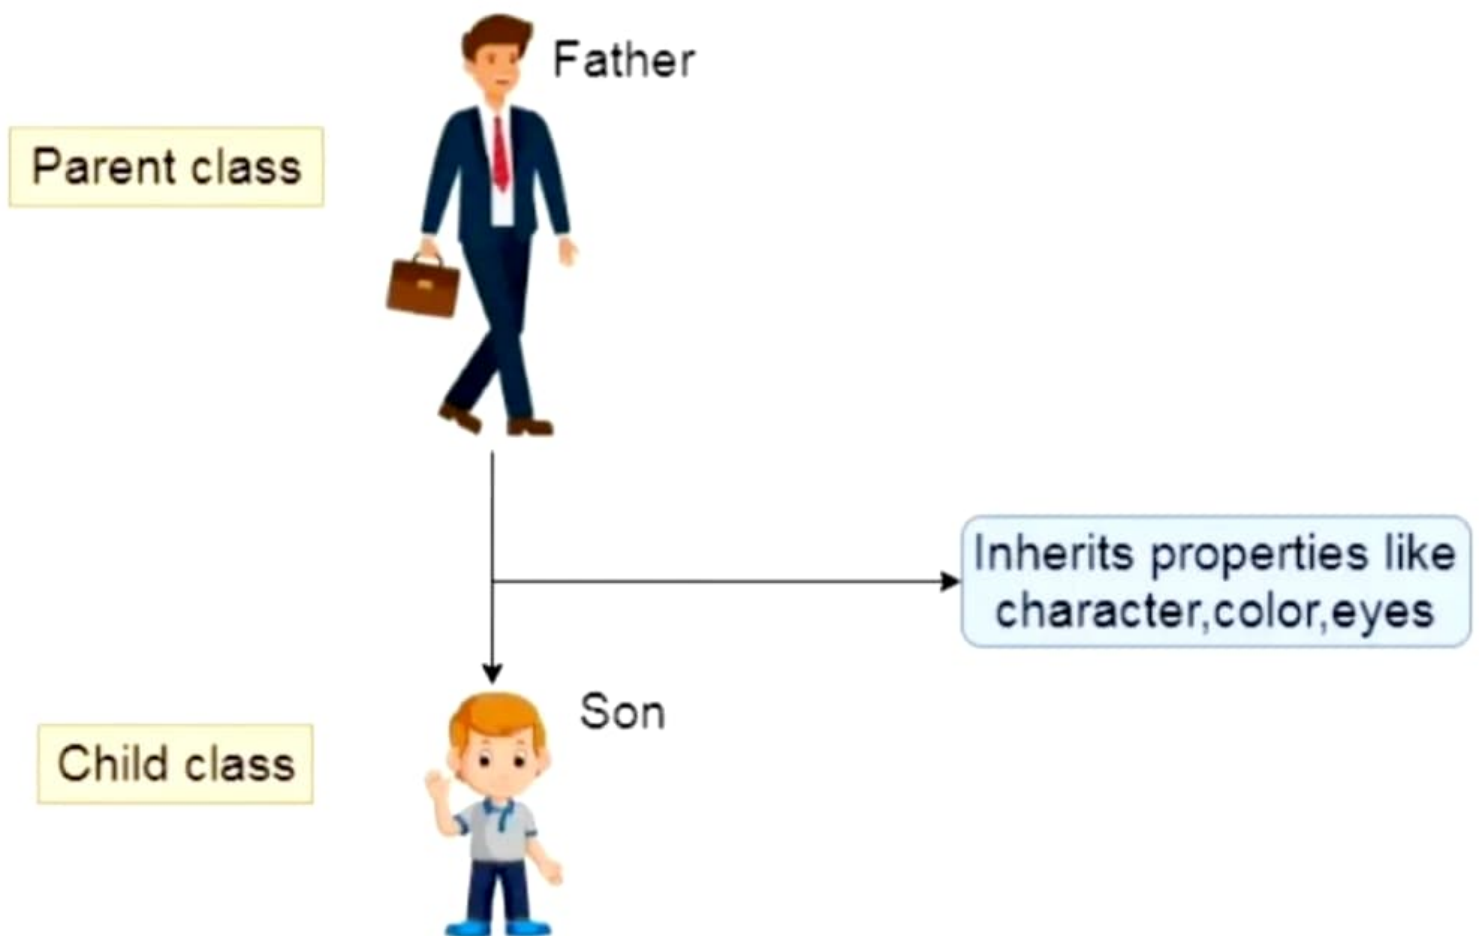 Father
Parent class
Inherits properties like
character,color,eyes
Son
Child class